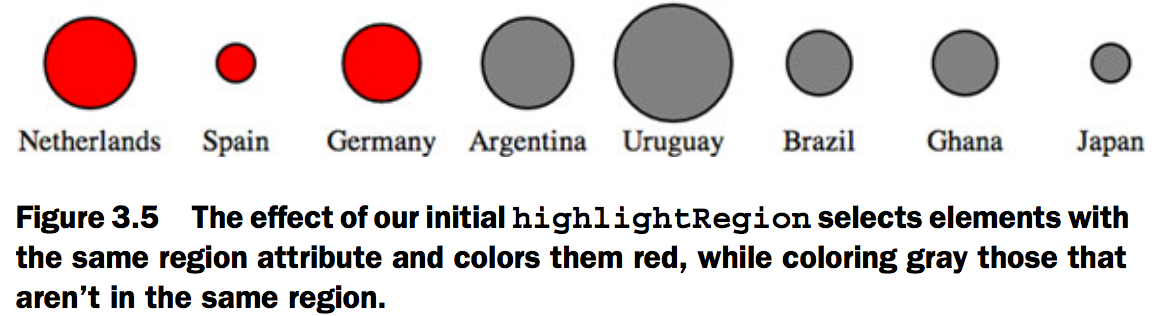 Netherlands Spain Germany Argentina Uruguay Brazil Ghana Japan
Figure 3.5 The effect of our initial highlightRegion selects elements with
the same region attribute and colors them red, while coloring gray those that
aren’t in the same region.